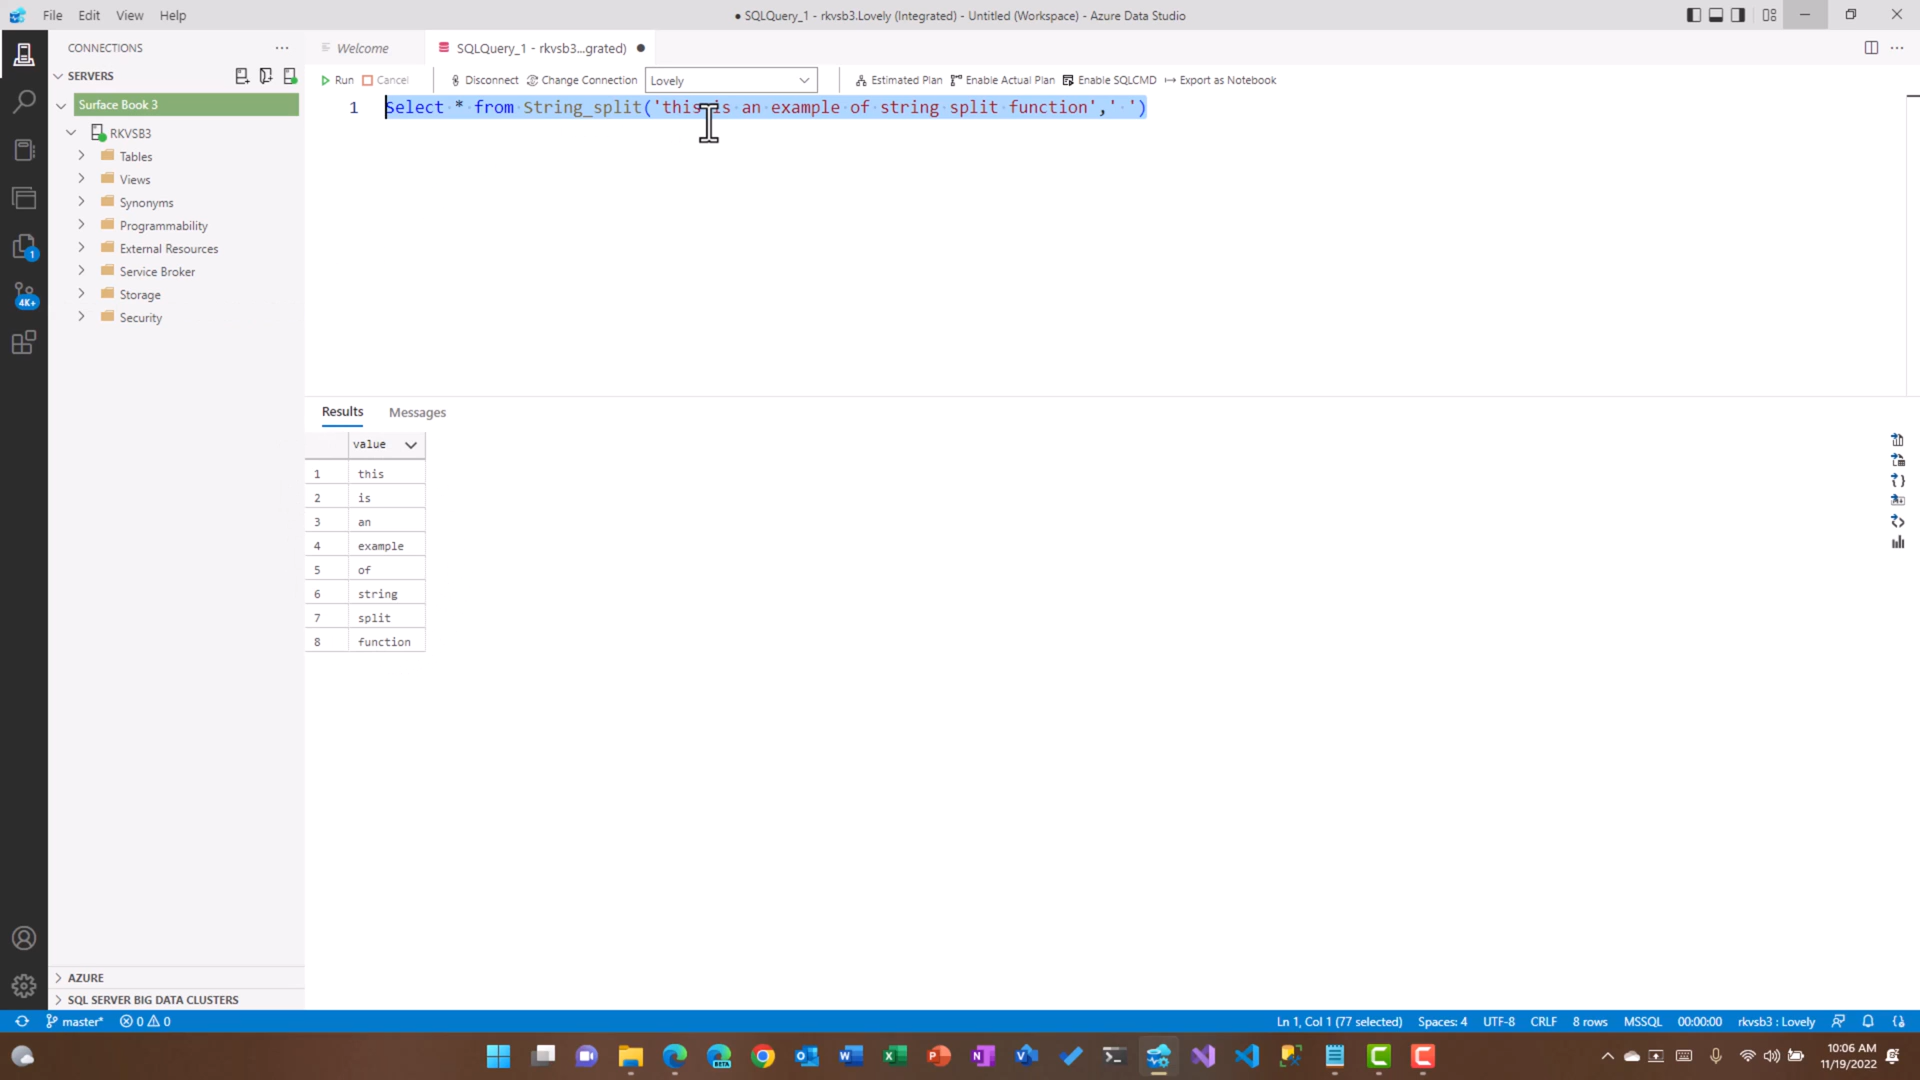 File Edit View Help
● SQLQuery_1 - rkvsb3.Lovely (Integrated) - Untitled (Workspace) - Azure Data Studio
CONNECTIONS
Welcome
SQLQuery_1 - rkvsb3...grated) ●
SERVERS
Run Cancel Disconnect Change Connection Lovely Estimated Plan Enable Actual Plan Enable SQLCMD Export as Notebook
Surface Book 3
1 Select * from String_split('this is an example of string split function',' ')
RKVSB3
Tables
Views
Synonyms
Programmability
External Resources
Service Broker
Storage
Security
1
4K+
Results Messages
value
1 this
2 is
3 an
4 example
5 of
6 string
7 split
8 function
AZURE
SQL SERVER BIG DATA CLUSTERS
master* 0 0
Ln 1, Col 1 (77 selected) Spaces: 4 UTF-8 CRLF 8 rows MSSQL 00:00:00 rkvsb3 : Lovely
BETA
10:06 AM
11/19/2022